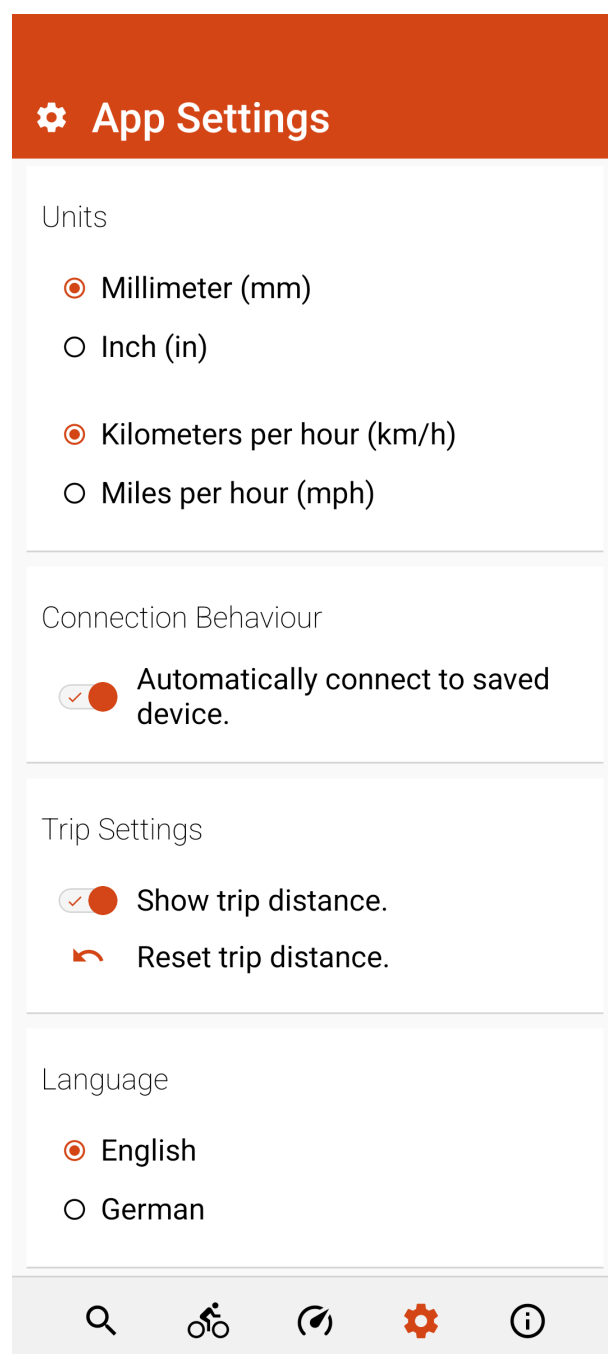 App Settings
Units
Millimeter (mm)
Inch (in)
Kilometers per hour (km/h)
Miles per hour (mph)
Connection Behaviour
Automatically connect to saved
device.
Trip Settings
Show trip distance.
Reset trip distance.
Language
English
German